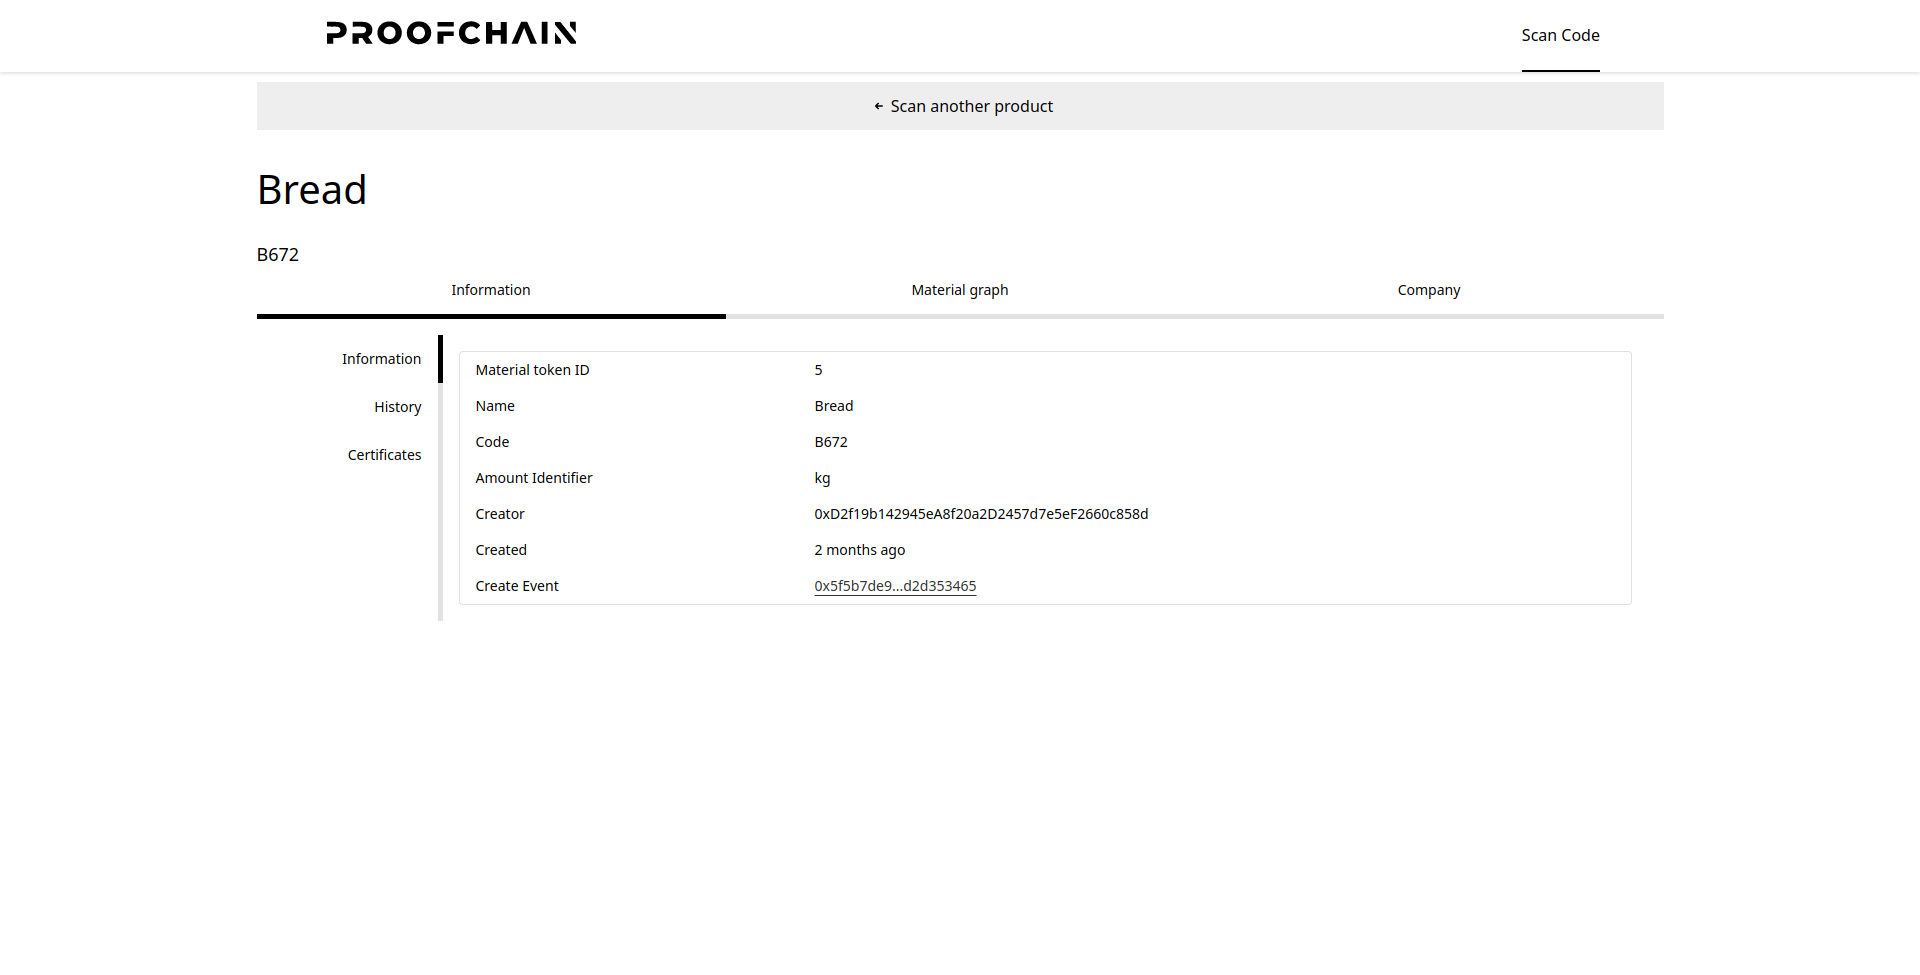 PROOFCHAIN
Scan Code
← Scan another product
Bread
B672
Information
Material graph
Company
Information
History
Certificates
Material token ID 5
Name Bread
Code B672
Amount Identifier kg
Creator 0xD2f19b142945eA8f20a2D2457d7e5eF2660c858d
Created 2 months ago
Create Event 0x5f5b7de9...d2d353465